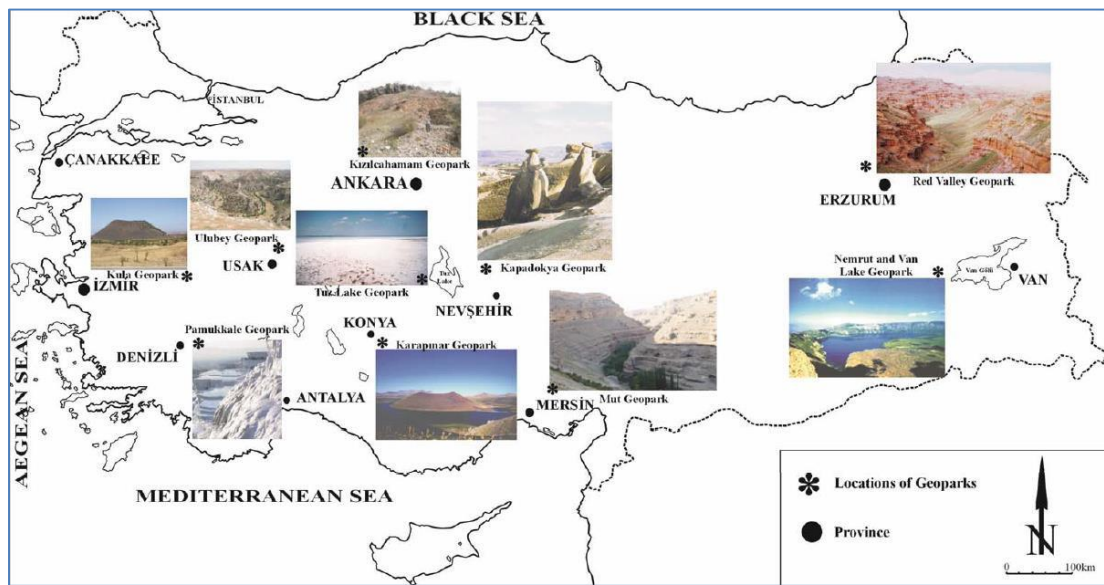 BLACK SEA
İSTANBUL
ÇANAKKALE
Kızılcahamam Geopark
ANKARA
Red Valley Geopark
ERZURUM
Ulubey Geopark
USAK
Kula Geopark
İZMİR
Tuz Lake Geopark
Tuz
Lake
Kapadokya Geopark
NEVŞEHİR
Nemrut and Van
Lake Geopark
Van Gölü
VAN
Pamukkale Geopark
DENİZLİ
KONYA
Karapınar Geopark
ANTALYA
MERSİN
Mut Geopark
AEGEAN SEA
MEDITERRANEAN SEA
Locations of Geoparks
Province
N
0 100km